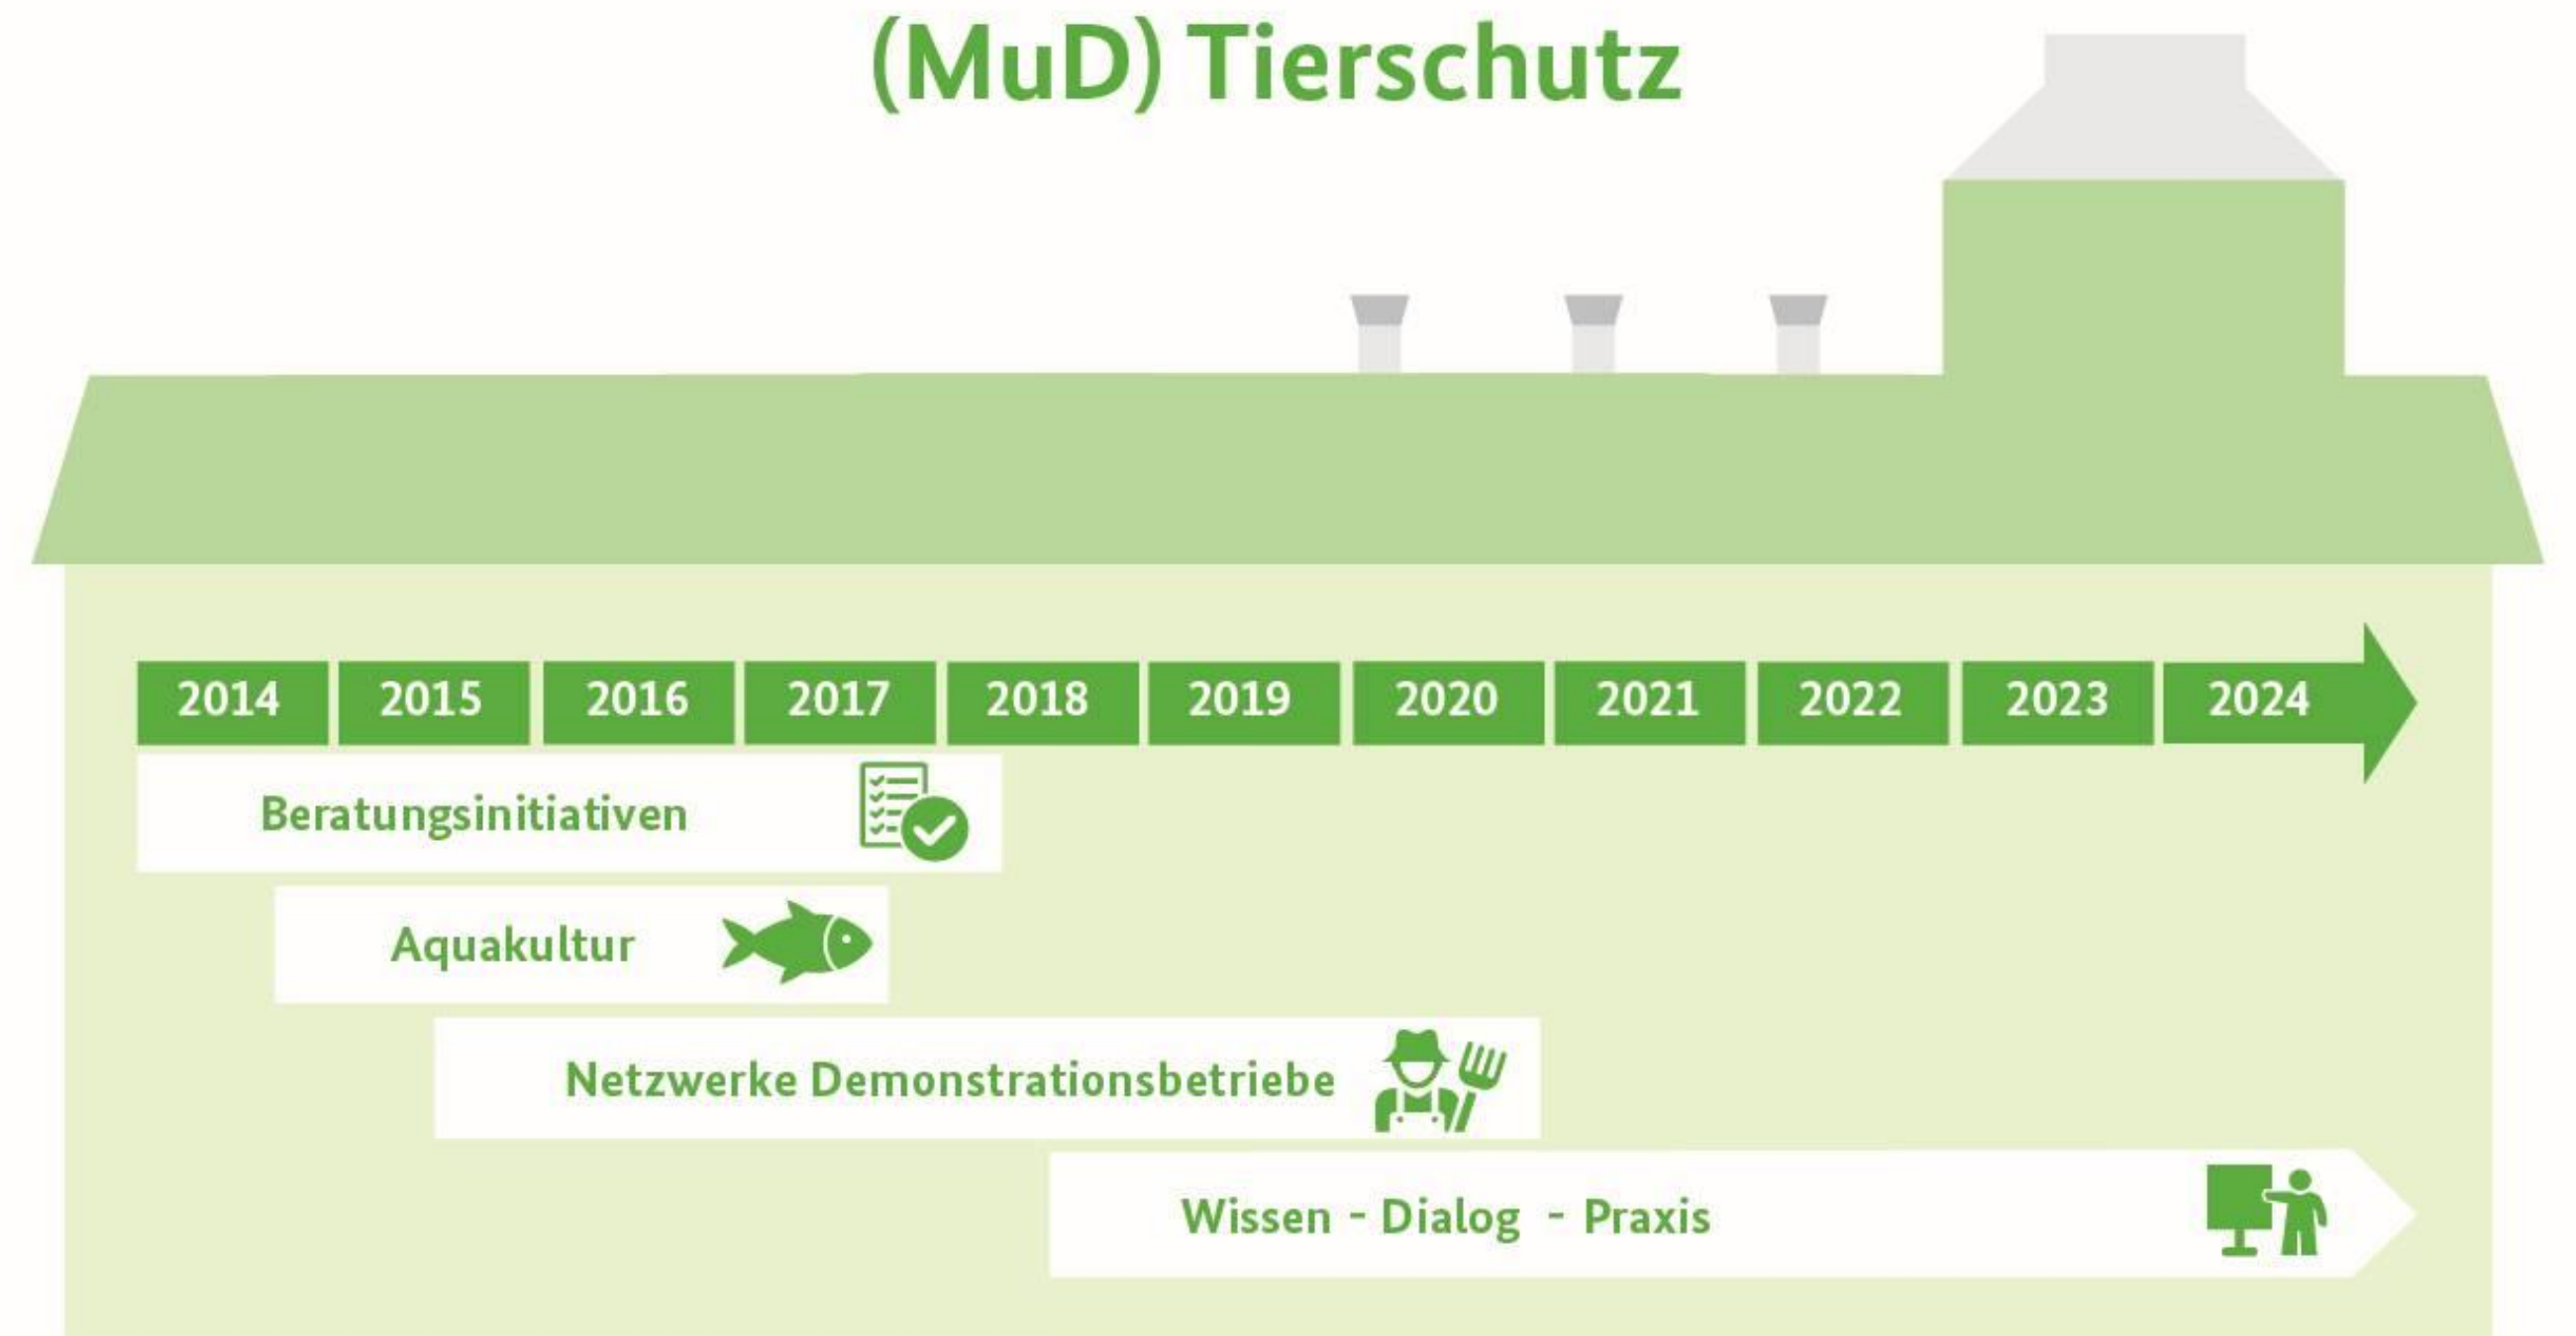 (MuD) Tierschutz
2014 2015 2016 2017 2018 2019 2020 2021 2022 2023 2024
Beratungsinitiativen
Aquakultur
Netzwerke Demonstrationsbetriebe
Wissen - Dialog - Praxis